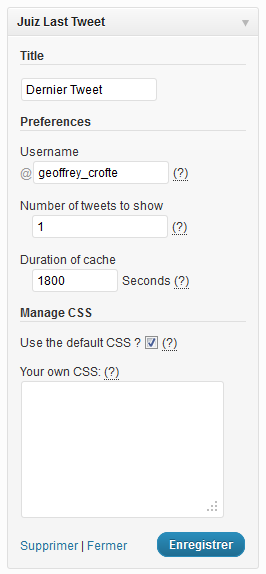 Juiz Last Tweet
Title
Dernier Tweet
Preferences
Username
@ geoffrey_crofte (?)
Number of tweets to show
1 (?)
Duration of cache
1800 Seconds (?)
Manage CSS
Use the default CSS ? (?)
Your own CSS: (?)
Supprimer | Fermer Enregistrer